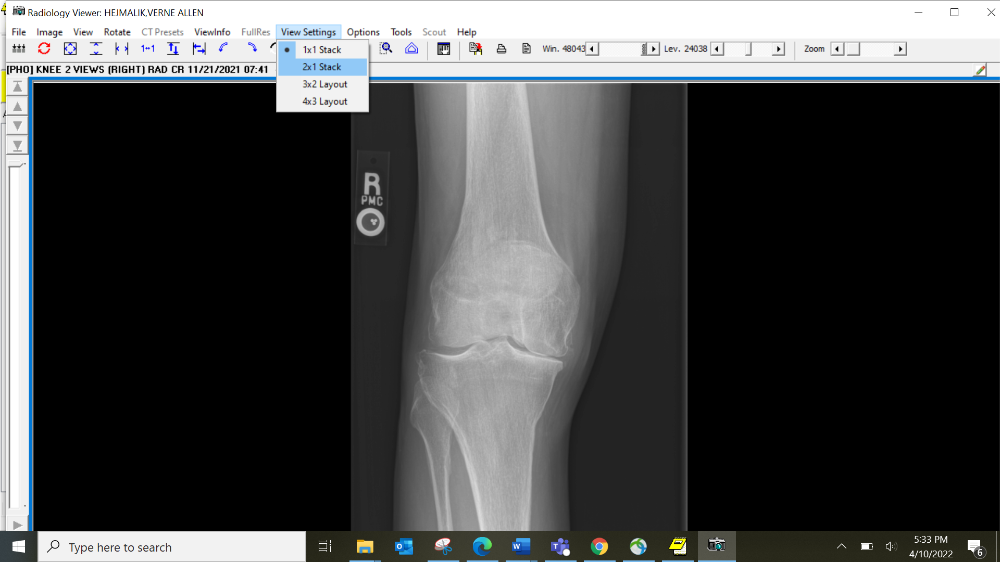 Radiology Viewer: HEJMALIK,VERNE ALLEN
File Image View Rotate CT Presets ViewInfo FullRes View Settings Options Tools Scout Help
1↔1 Win. 48043 Lev. 24038 Zoom
1x1 Stack
2x1 Stack
3x2 Layout
4x3 Layout
[PHO] KNEE 2 VIEWS (RIGHT) RAD CR 11/21/2021 07:41
R
PMC
Type here to search
5:33 PM
4/10/2022
6